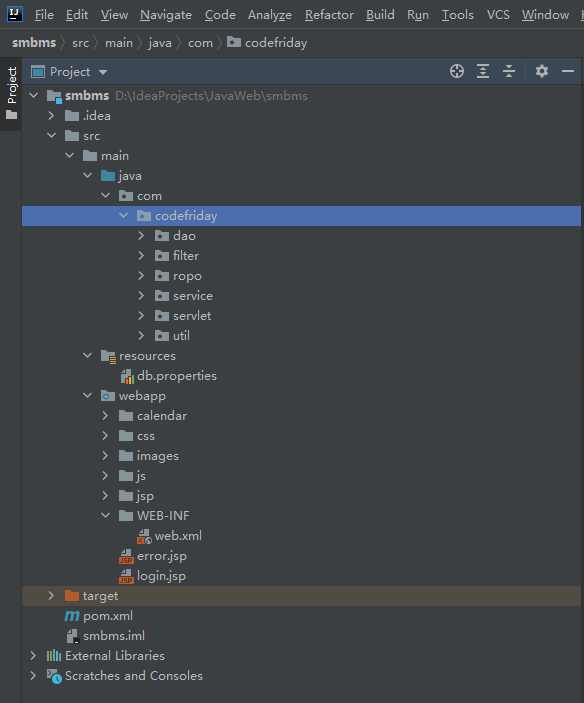 IJ File Edit View Navigate Code Analyze Refactor Build Run Tools VCS Window
smbms src main java com codefriday
Project
Project
smbms D:\IdeaProjects\JavaWeb\smbms
.idea
src
main
java
com
codefriday
dao
filter
ropo
service
servlet
util
resources
db.properties
webapp
calendar
css
images
js
jsp
WEB-INF
web.xml
JSP error.jsp
JSP login.jsp
target
m pom.xml
smbms.iml
External Libraries
Scratches and Consoles